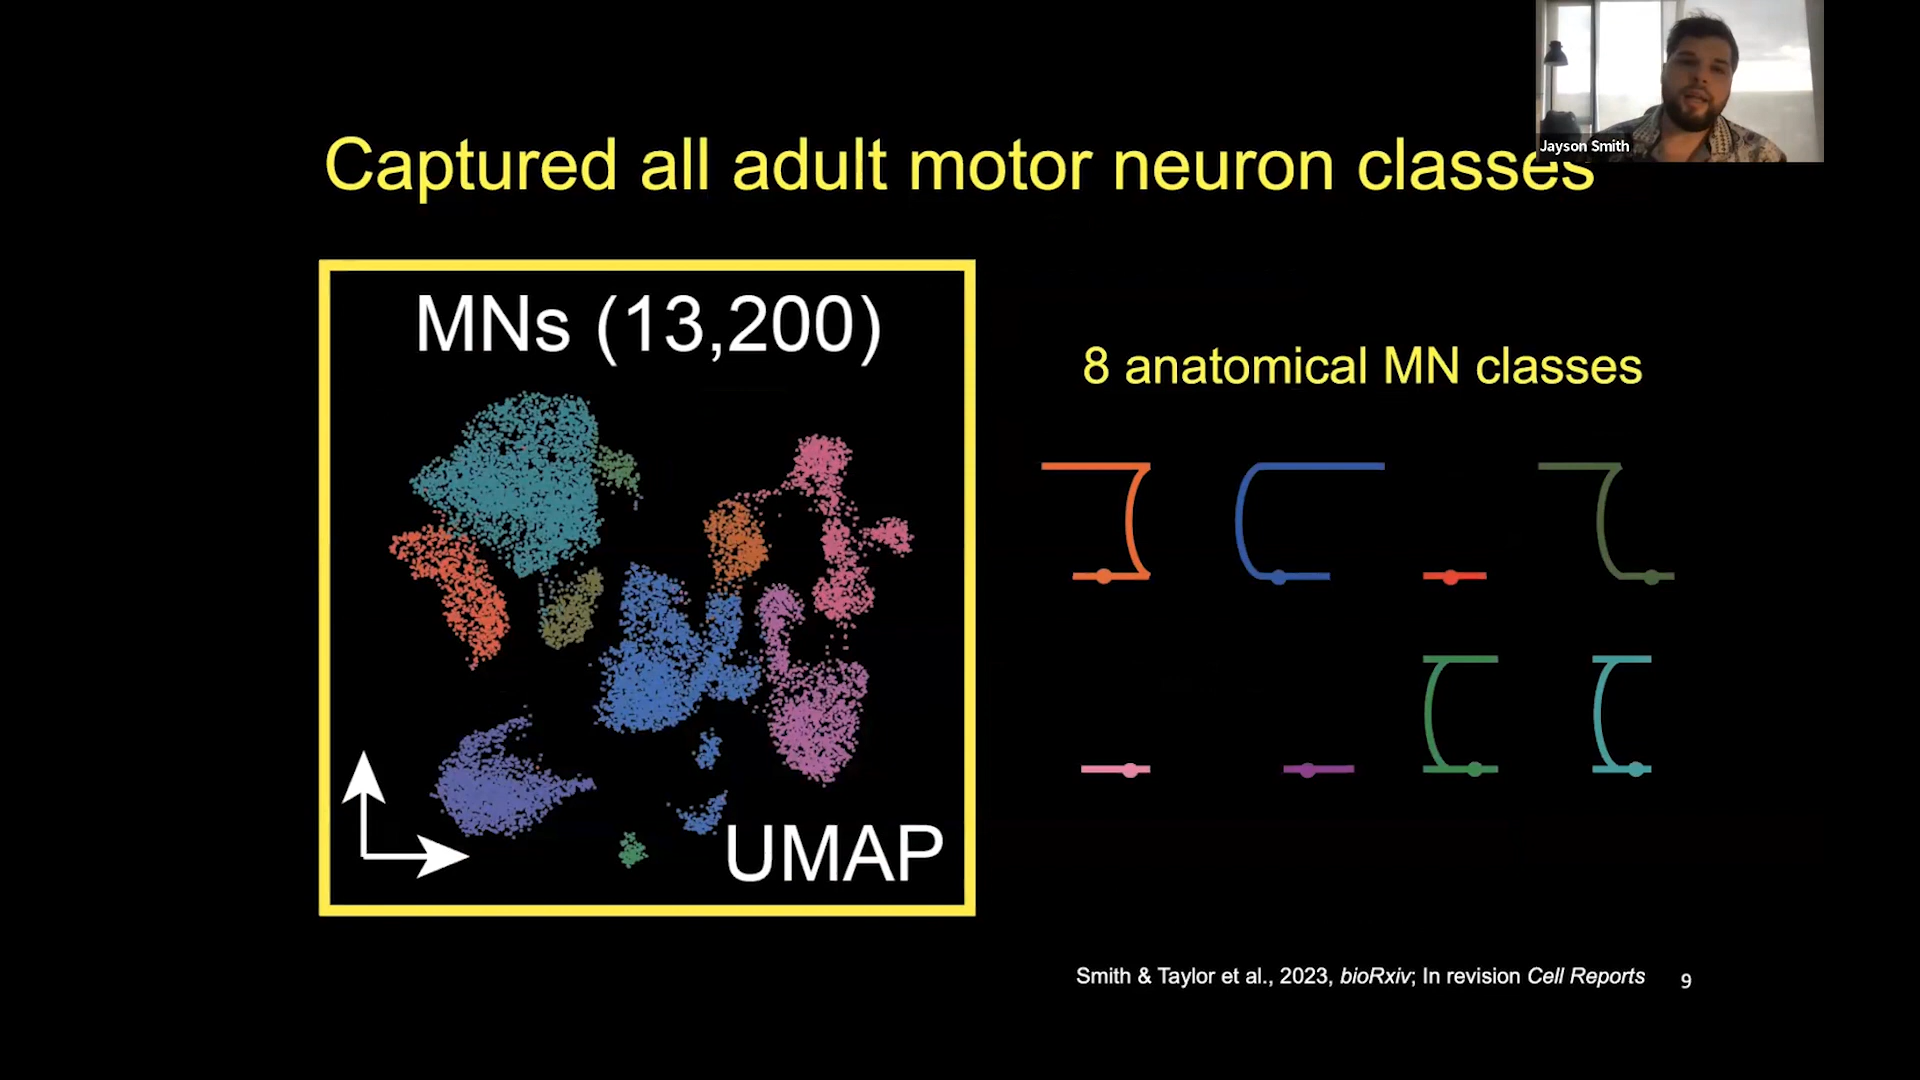 Jayson Smith
Captured all adult motor neuron classes
MNs (13,200)
8 anatomical MN classes
UMAP
Smith & Taylor et al., 2023, bioRxiv; In revision Cell Reports
9